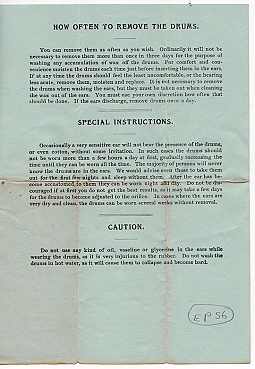 HOW OFTEN TO REMOVE THE DRUMS.
You can remove them as often as you wish. Ordinarily it will not be
necessary to remove them more than once in three days for the purpose of
washing any accumulation of wax off the drums. For comfort and con-
venience moisten the drums each time just before inserting them in the ears.
If at any time the drums should feel the least uncomfortable, or the hearing
less acute, remove them, moisten and replace. It is not necessary to remove
the drums when washing the ears, but they must be taken out when cleaning
the wax out of the ears. You must use your own discretion how often that
should be done. If the ears discharge, remove drums once a day.
SPECIAL INSTRUCTIONS.
Occasionally a very sensitive ear will not bear the presence of the drums,
or even cotton, without some irritation. In such cases the drums should
not be worn more than a few hours a day at first, gradually increasing the
time until they can be worn all the time. The majority of persons will never
know the drums are in the ears. We would advise even those to take them
out for the first few nights and sleep without them. After the ear has be-
come accustomed to them they can be worn night and day. Do not be dis-
couraged if at first you do not get the best results, as it may take a few days
for the drums to become adjusted to the orifice. In cases where the ears are
very dry and clean, the drums can be worn several weeks without removal.
CAUTION.
Do not use any kind of oil, vaseline or glycerine in the ears while
wearing the drums, as it is very injurious to the rubber. Do not wash the
drums in hot water, as it will cause them to collapse and become hard.
EP56